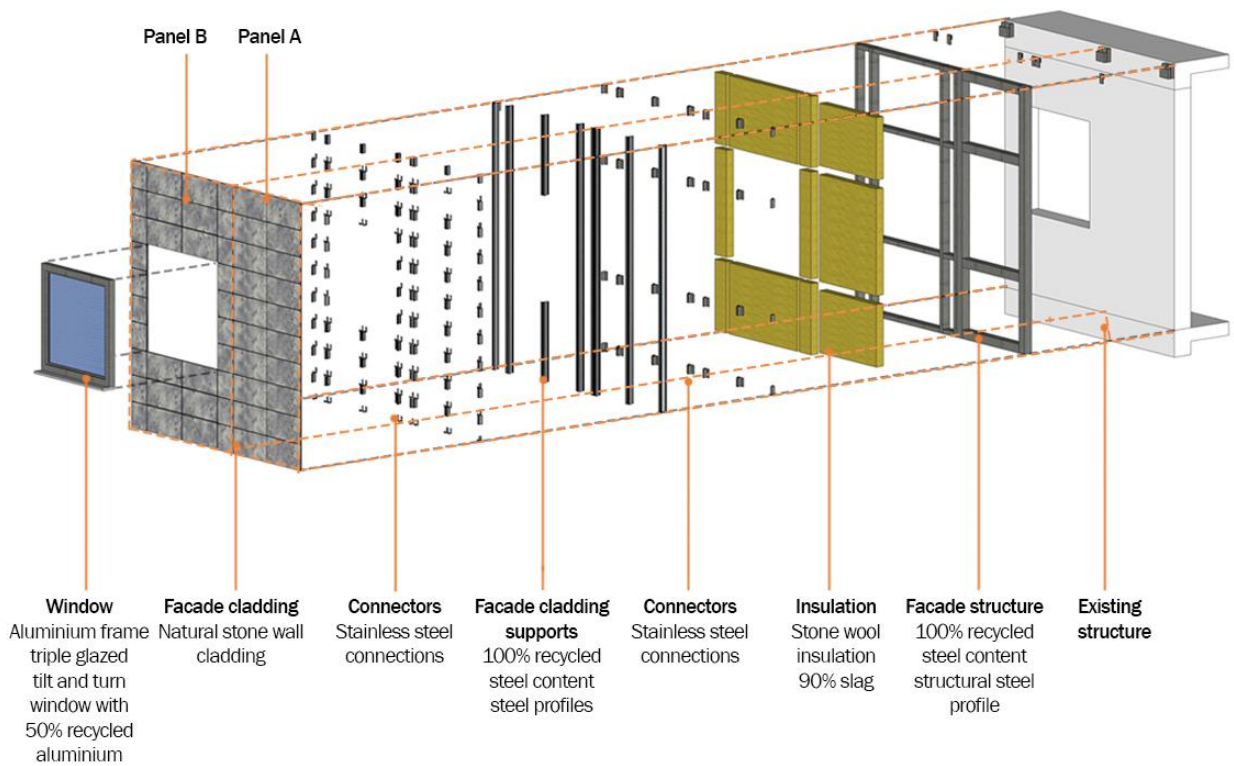 Panel B
Panel A
Window
Aluminium frame
triple glazed
tilt and turn
window with
50% recycled
aluminium
Facade cladding
Natural stone wall
cladding
Connectors
Stainless steel
connections
Facade cladding
supports
100% recycled
steel content
steel profiles
Connectors
Stainless steel
connections
Insulation
Stone wool
insulation
90% slag
Facade structure
100% recycled
steel content
structural steel
profile
Existing
structure